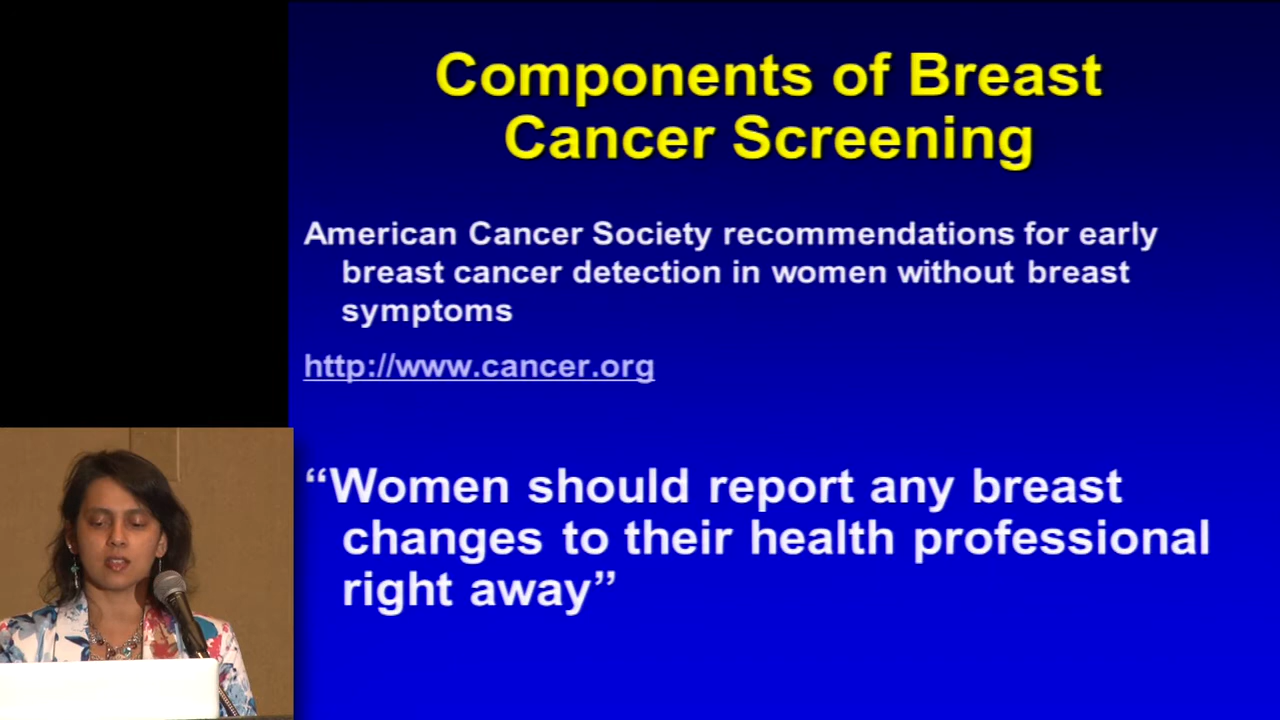 Components of Breast
Cancer Screening
American Cancer Society recommendations for early
breast cancer detection in women without breast
symptoms
http://www.cancer.org
“Women should report any breast
changes to their health professional
right away”